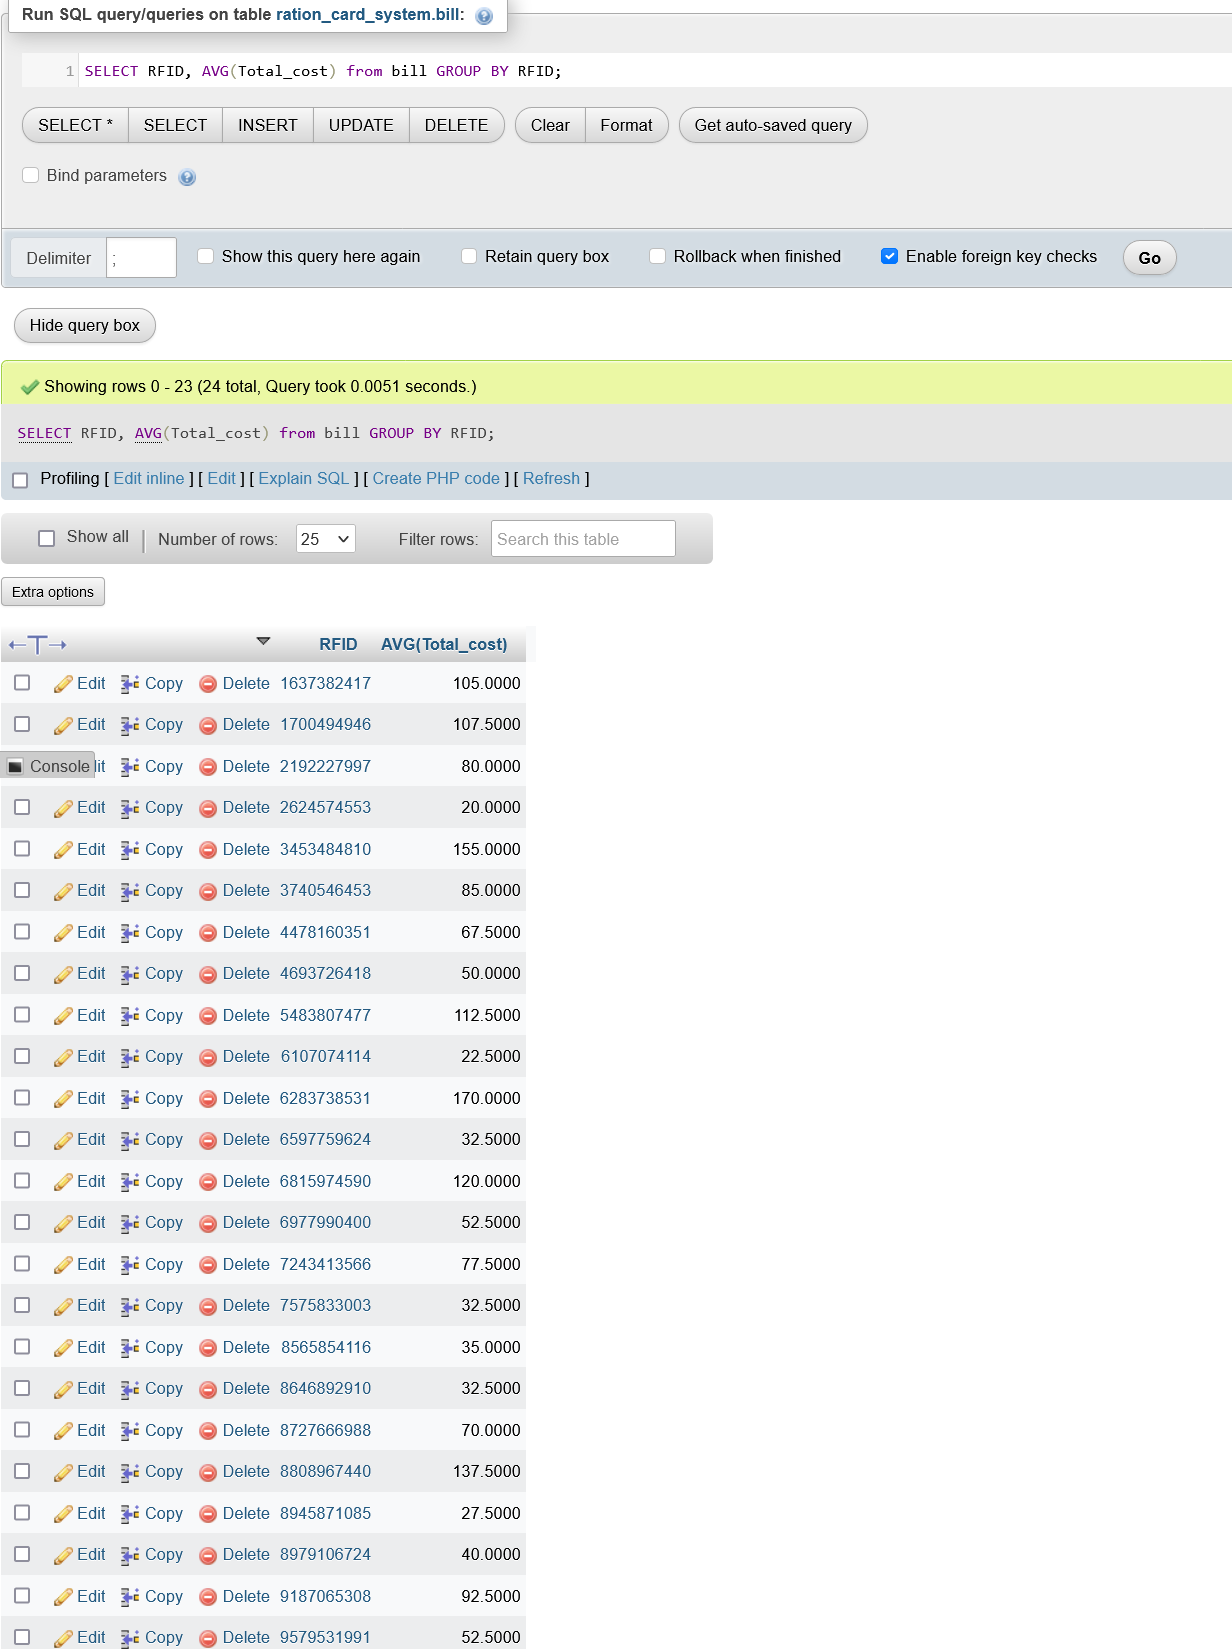 Run SQL query/queries on table ration_card_system.bill:
1 SELECT RFID, AVG(Total_cost) from bill GROUP BY RFID;
SELECT * SELECT INSERT UPDATE DELETE Clear Format Get auto-saved query
Bind parameters
Delimiter ; Show this query here again Retain query box Rollback when finished Enable foreign key checks Go
Hide query box
Showing rows 0 - 23 (24 total, Query took 0.0051 seconds.)
SELECT RFID, AVG(Total_cost) from bill GROUP BY RFID;
Profiling [ Edit inline ] [ Edit ] [ Explain SQL ] [ Create PHP code ] [ Refresh ]
Show all Number of rows: 25 Filter rows: Search this table
Extra options
←T→ RFID AVG(Total_cost)
Edit Copy Delete 1637382417 105.0000
Edit Copy Delete 1700494946 107.5000
Console lit Copy Delete 2192227997 80.0000
Edit Copy Delete 2624574553 20.0000
Edit Copy Delete 3453484810 155.0000
Edit Copy Delete 3740546453 85.0000
Edit Copy Delete 4478160351 67.5000
Edit Copy Delete 4693726418 50.0000
Edit Copy Delete 5483807477 112.5000
Edit Copy Delete 6107074114 22.5000
Edit Copy Delete 6283738531 170.0000
Edit Copy Delete 6597759624 32.5000
Edit Copy Delete 6815974590 120.0000
Edit Copy Delete 6977990400 52.5000
Edit Copy Delete 7243413566 77.5000
Edit Copy Delete 7575833003 32.5000
Edit Copy Delete 8565854116 35.0000
Edit Copy Delete 8646892910 32.5000
Edit Copy Delete 8727666988 70.0000
Edit Copy Delete 8808967440 137.5000
Edit Copy Delete 8945871085 27.5000
Edit Copy Delete 8979106724 40.0000
Edit Copy Delete 9187065308 92.5000
Edit Copy Delete 9579531991 52.5000